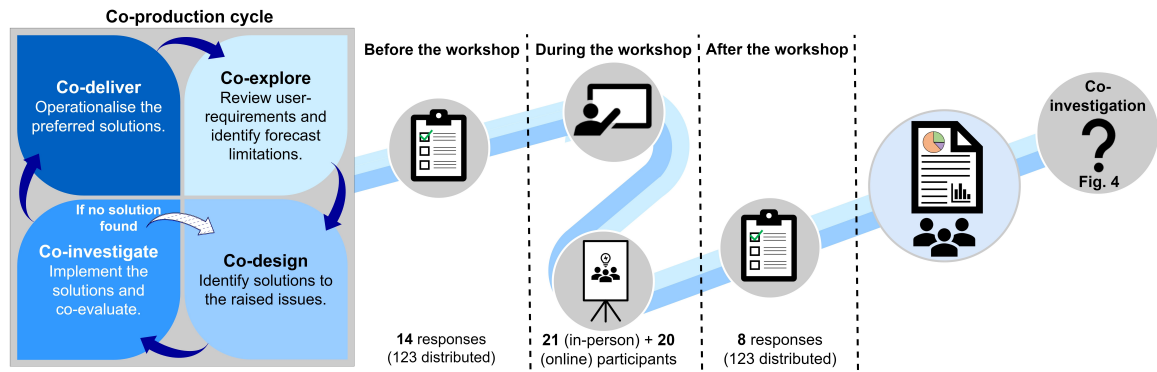 Co-production cycle
Co-deliver
Operationalise the
preferred solutions.
Co-explore
Review user-
requirements and
identify forecast
limitations.
If no solution
found
Co-investigate
Implement the
solutions and
co-evaluate.
Co-design
Identify solutions to
the raised issues.
Before the workshop
14 responses
(123 distributed)
During the workshop
21 (in-person) + 20
(online) participants
After the workshop
8 responses
(123 distributed)
Co-
investigation
?
Fig. 4